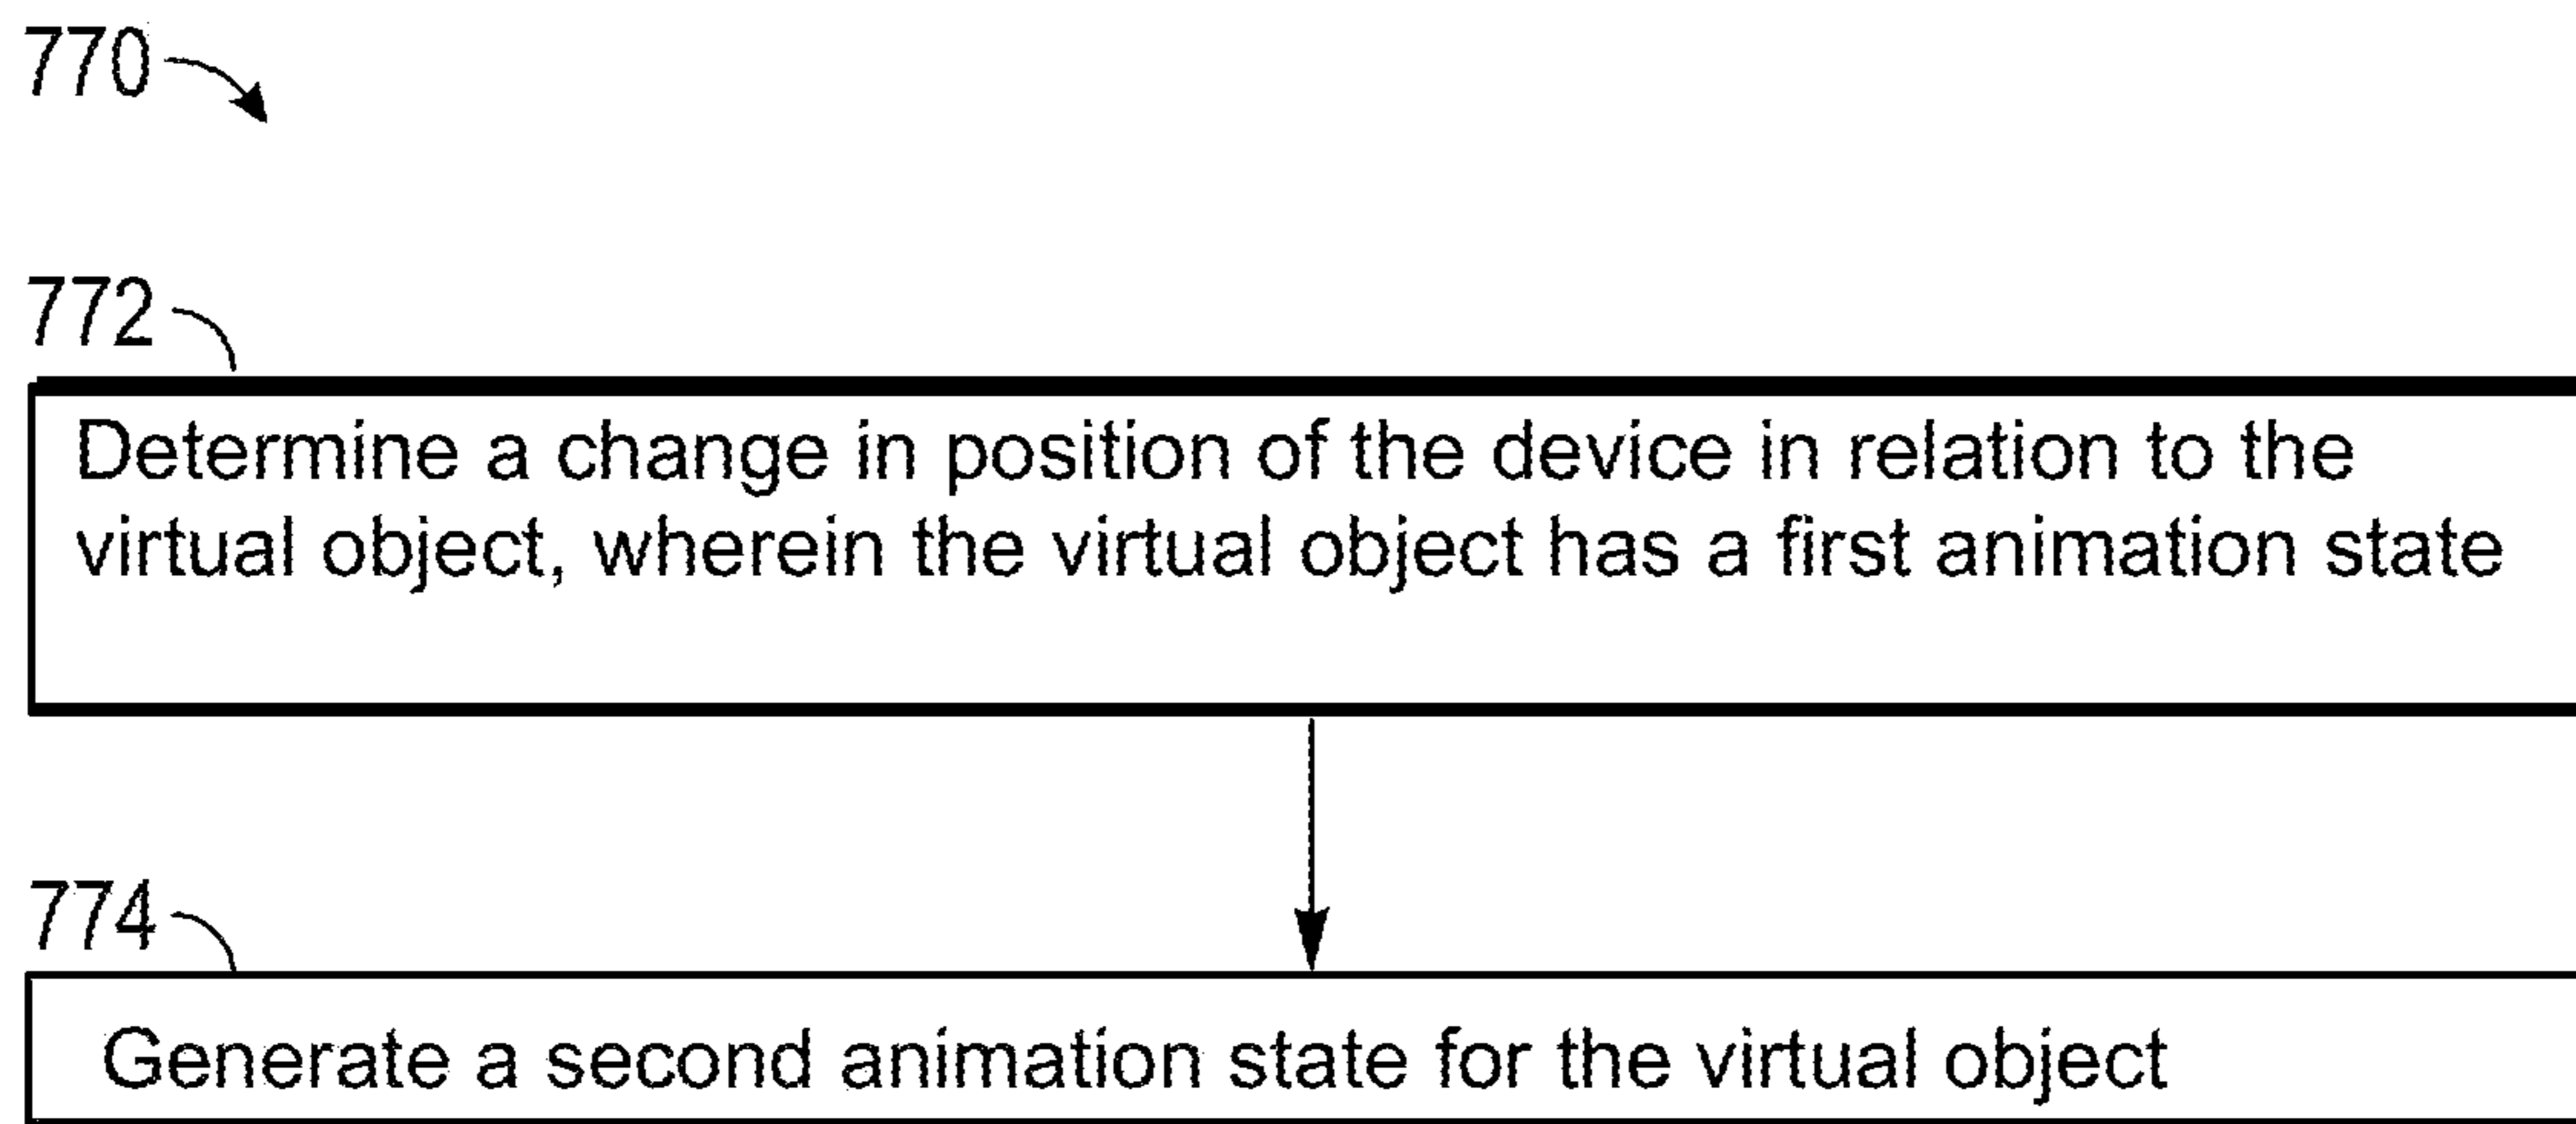 770
772
Determine a change in position of the device in relation to the
virtual object, wherein the virtual object has a first animation state
774
Generate a second animation state for the virtual object